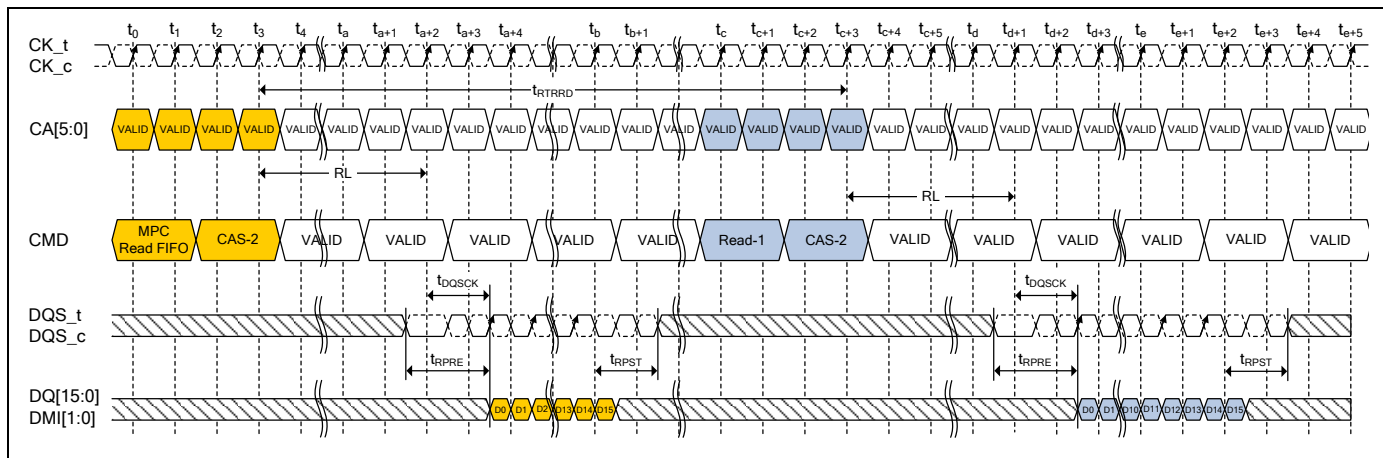 t0 t1 t2 t3 t4 ta ta+1 ta+2 ta+3 ta+4 tb tb+1 tc tc+1 tc+2 tc+3 tc+4 tc+5 td td+1 td+2 td+3 te te+1 te+2 te+3 te+4 te+5
CK_t
CK_c
tRTRRD
CA[5:0] VALID VALID VALID VALID VALID VALID VALID VALID VALID VALID VALID VALID VALID VALID VALID VALID VALID VALID VALID VALID VALID VALID VALID VALID VALID VALID VALID VALID VALID VALID
RL RL
CMD MPC Read FIFO CAS-2 VALID VALID VALID VALID VALID Read-1 CAS-2 VALID VALID VALID VALID VALID VALID
tDQSCK tDQSCK
DQS_t
DQS_c
tRPRE tRPST tRPRE tRPST
DQ[15:0]
DMI[1:0]
D0 D1 D2 D13 D14 D15 D0 D1 D10 D11 D12 D13 D14 D15